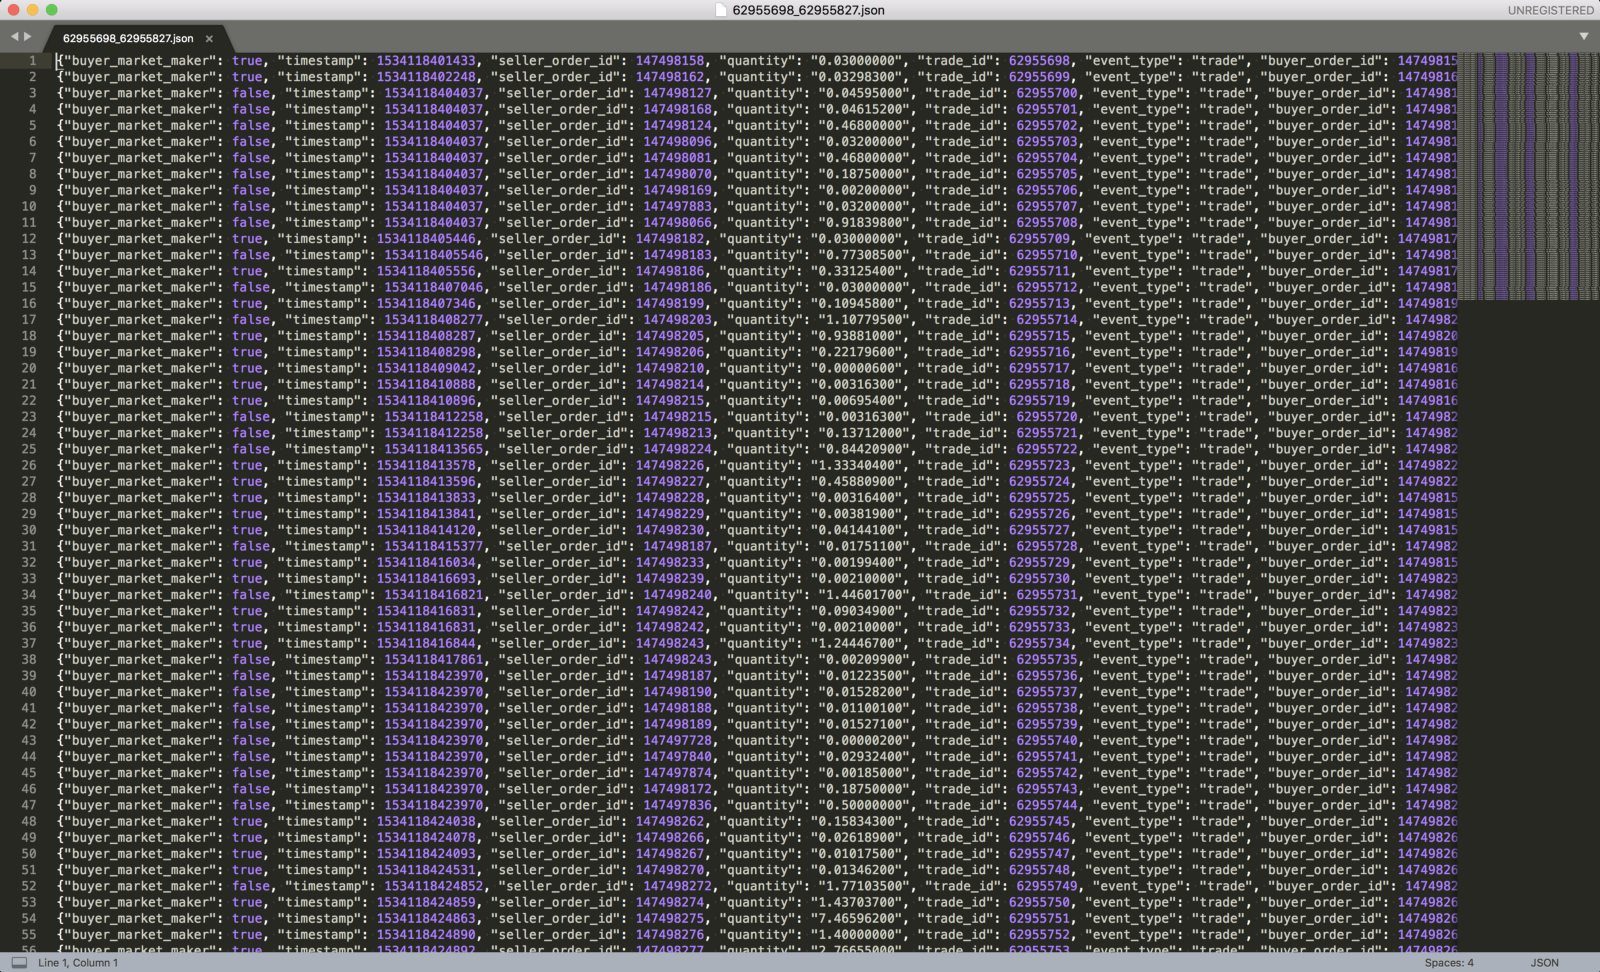 62955698_62955827.json
UNREGISTERED
62955698_62955827.json ×
1 {"buyer_market_maker": true, "timestamp": 1534118401433, "seller_order_id": 147498158, "quantity": "0.03000000", "trade_id": 62955698, "event_type": "trade", "buyer_order_id": 14749815
2 {"buyer_market_maker": true, "timestamp": 1534118402248, "seller_order_id": 147498162, "quantity": "0.03298300", "trade_id": 62955699, "event_type": "trade", "buyer_order_id": 14749816
3 {"buyer_market_maker": false, "timestamp": 1534118404037, "seller_order_id": 147498127, "quantity": "0.04595000", "trade_id": 62955700, "event_type": "trade", "buyer_order_id": 1474981
4 {"buyer_market_maker": false, "timestamp": 1534118404037, "seller_order_id": 147498168, "quantity": "0.04615200", "trade_id": 62955701, "event_type": "trade", "buyer_order_id": 1474981
5 {"buyer_market_maker": false, "timestamp": 1534118404037, "seller_order_id": 147498124, "quantity": "0.46800000", "trade_id": 62955702, "event_type": "trade", "buyer_order_id": 1474981
6 {"buyer_market_maker": false, "timestamp": 1534118404037, "seller_order_id": 147498096, "quantity": "0.03200000", "trade_id": 62955703, "event_type": "trade", "buyer_order_id": 1474981
7 {"buyer_market_maker": false, "timestamp": 1534118404037, "seller_order_id": 147498081, "quantity": "0.46800000", "trade_id": 62955704, "event_type": "trade", "buyer_order_id": 1474981
8 {"buyer_market_maker": false, "timestamp": 1534118404037, "seller_order_id": 147498070, "quantity": "0.18750000", "trade_id": 62955705, "event_type": "trade", "buyer_order_id": 1474981
9 {"buyer_market_maker": false, "timestamp": 1534118404037, "seller_order_id": 147498169, "quantity": "0.00200000", "trade_id": 62955706, "event_type": "trade", "buyer_order_id": 1474981
10 {"buyer_market_maker": false, "timestamp": 1534118404037, "seller_order_id": 147497883, "quantity": "0.03200000", "trade_id": 62955707, "event_type": "trade", "buyer_order_id": 1474981
11 {"buyer_market_maker": false, "timestamp": 1534118404037, "seller_order_id": 147498066, "quantity": "0.91839800", "trade_id": 62955708, "event_type": "trade", "buyer_order_id": 1474981
12 {"buyer_market_maker": true, "timestamp": 1534118405446, "seller_order_id": 147498182, "quantity": "0.03000000", "trade_id": 62955709, "event_type": "trade", "buyer_order_id": 14749817
13 {"buyer_market_maker": false, "timestamp": 1534118405546, "seller_order_id": 147498183, "quantity": "0.77308500", "trade_id": 62955710, "event_type": "trade", "buyer_order_id": 1474981
14 {"buyer_market_maker": true, "timestamp": 1534118405556, "seller_order_id": 147498186, "quantity": "0.33125400", "trade_id": 62955711, "event_type": "trade", "buyer_order_id": 14749817
15 {"buyer_market_maker": false, "timestamp": 1534118407046, "seller_order_id": 147498186, "quantity": "0.03000000", "trade_id": 62955712, "event_type": "trade", "buyer_order_id": 1474981
16 {"buyer_market_maker": true, "timestamp": 1534118407346, "seller_order_id": 147498199, "quantity": "0.10945800", "trade_id": 62955713, "event_type": "trade", "buyer_order_id": 14749819
17 {"buyer_market_maker": false, "timestamp": 1534118408277, "seller_order_id": 147498203, "quantity": "1.10779500", "trade_id": 62955714, "event_type": "trade", "buyer_order_id": 1474982
18 {"buyer_market_maker": true, "timestamp": 1534118408287, "seller_order_id": 147498205, "quantity": "0.93881000", "trade_id": 62955715, "event_type": "trade", "buyer_order_id": 14749820
19 {"buyer_market_maker": true, "timestamp": 1534118408298, "seller_order_id": 147498206, "quantity": "0.22179600", "trade_id": 62955716, "event_type": "trade", "buyer_order_id": 14749819
20 {"buyer_market_maker": true, "timestamp": 1534118409042, "seller_order_id": 147498210, "quantity": "0.00000600", "trade_id": 62955717, "event_type": "trade", "buyer_order_id": 14749816
21 {"buyer_market_maker": true, "timestamp": 1534118410888, "seller_order_id": 147498214, "quantity": "0.00316300", "trade_id": 62955718, "event_type": "trade", "buyer_order_id": 14749816
22 {"buyer_market_maker": true, "timestamp": 1534118410896, "seller_order_id": 147498215, "quantity": "0.00695400", "trade_id": 62955719, "event_type": "trade", "buyer_order_id": 14749816
23 {"buyer_market_maker": false, "timestamp": 1534118412258, "seller_order_id": 147498215, "quantity": "0.00316300", "trade_id": 62955720, "event_type": "trade", "buyer_order_id": 1474982
24 {"buyer_market_maker": false, "timestamp": 1534118412258, "seller_order_id": 147498213, "quantity": "0.13712000", "trade_id": 62955721, "event_type": "trade", "buyer_order_id": 1474982
25 {"buyer_market_maker": false, "timestamp": 1534118413565, "seller_order_id": 147498224, "quantity": "0.84420900", "trade_id": 62955722, "event_type": "trade", "buyer_order_id": 1474982
26 {"buyer_market_maker": true, "timestamp": 1534118413578, "seller_order_id": 147498226, "quantity": "1.33340400", "trade_id": 62955723, "event_type": "trade", "buyer_order_id": 14749822
27 {"buyer_market_maker": true, "timestamp": 1534118413596, "seller_order_id": 147498227, "quantity": "0.45880900", "trade_id": 62955724, "event_type": "trade", "buyer_order_id": 14749822
28 {"buyer_market_maker": true, "timestamp": 1534118413833, "seller_order_id": 147498228, "quantity": "0.00316400", "trade_id": 62955725, "event_type": "trade", "buyer_order_id": 14749815
29 {"buyer_market_maker": true, "timestamp": 1534118413841, "seller_order_id": 147498229, "quantity": "0.00381900", "trade_id": 62955726, "event_type": "trade", "buyer_order_id": 14749815
30 {"buyer_market_maker": true, "timestamp": 1534118414120, "seller_order_id": 147498230, "quantity": "0.04144100", "trade_id": 62955727, "event_type": "trade", "buyer_order_id": 14749815
31 {"buyer_market_maker": false, "timestamp": 1534118415377, "seller_order_id": 147498187, "quantity": "0.01751100", "trade_id": 62955728, "event_type": "trade", "buyer_order_id": 1474982
32 {"buyer_market_maker": true, "timestamp": 1534118416034, "seller_order_id": 147498233, "quantity": "0.00199400", "trade_id": 62955729, "event_type": "trade", "buyer_order_id": 14749815
33 {"buyer_market_maker": true, "timestamp": 1534118416693, "seller_order_id": 147498239, "quantity": "0.00210000", "trade_id": 62955730, "event_type": "trade", "buyer_order_id": 14749823
34 {"buyer_market_maker": false, "timestamp": 1534118416821, "seller_order_id": 147498240, "quantity": "1.44601700", "trade_id": 62955731, "event_type": "trade", "buyer_order_id": 1474982
35 {"buyer_market_maker": true, "timestamp": 1534118416831, "seller_order_id": 147498242, "quantity": "0.09034900", "trade_id": 62955732, "event_type": "trade", "buyer_order_id": 14749823
36 {"buyer_market_maker": true, "timestamp": 1534118416831, "seller_order_id": 147498242, "quantity": "0.00210000", "trade_id": 62955733, "event_type": "trade", "buyer_order_id": 14749823
37 {"buyer_market_maker": true, "timestamp": 1534118416844, "seller_order_id": 147498243, "quantity": "1.24446700", "trade_id": 62955734, "event_type": "trade", "buyer_order_id": 14749823
38 {"buyer_market_maker": false, "timestamp": 1534118417861, "seller_order_id": 147498243, "quantity": "0.00209900", "trade_id": 62955735, "event_type": "trade", "buyer_order_id": 1474982
39 {"buyer_market_maker": false, "timestamp": 1534118423970, "seller_order_id": 147498187, "quantity": "0.01223500", "trade_id": 62955736, "event_type": "trade", "buyer_order_id": 1474982
40 {"buyer_market_maker": false, "timestamp": 1534118423970, "seller_order_id": 147498190, "quantity": "0.01528200", "trade_id": 62955737, "event_type": "trade", "buyer_order_id": 1474982
41 {"buyer_market_maker": false, "timestamp": 1534118423970, "seller_order_id": 147498188, "quantity": "0.01100100", "trade_id": 62955738, "event_type": "trade", "buyer_order_id": 1474982
42 {"buyer_market_maker": false, "timestamp": 1534118423970, "seller_order_id": 147498189, "quantity": "0.01527100", "trade_id": 62955739, "event_type": "trade", "buyer_order_id": 1474982
43 {"buyer_market_maker": false, "timestamp": 1534118423970, "seller_order_id": 147497728, "quantity": "0.00000200", "trade_id": 62955740, "event_type": "trade", "buyer_order_id": 1474982
44 {"buyer_market_maker": false, "timestamp": 1534118423970, "seller_order_id": 147497840, "quantity": "0.02932400", "trade_id": 62955741, "event_type": "trade", "buyer_order_id": 1474982
45 {"buyer_market_maker": false, "timestamp": 1534118423970, "seller_order_id": 147497874, "quantity": "0.00185000", "trade_id": 62955742, "event_type": "trade", "buyer_order_id": 1474982
46 {"buyer_market_maker": false, "timestamp": 1534118423970, "seller_order_id": 147498172, "quantity": "0.18750000", "trade_id": 62955743, "event_type": "trade", "buyer_order_id": 1474982
47 {"buyer_market_maker": false, "timestamp": 1534118423970, "seller_order_id": 147497836, "quantity": "0.50000000", "trade_id": 62955744, "event_type": "trade", "buyer_order_id": 1474982
48 {"buyer_market_maker": true, "timestamp": 1534118424038, "seller_order_id": 147498262, "quantity": "0.15834300", "trade_id": 62955745, "event_type": "trade", "buyer_order_id": 14749826
49 {"buyer_market_maker": true, "timestamp": 1534118424078, "seller_order_id": 147498266, "quantity": "0.02618900", "trade_id": 62955746, "event_type": "trade", "buyer_order_id": 14749826
50 {"buyer_market_maker": true, "timestamp": 1534118424093, "seller_order_id": 147498267, "quantity": "0.01017500", "trade_id": 62955747, "event_type": "trade", "buyer_order_id": 14749826
51 {"buyer_market_maker": true, "timestamp": 1534118424531, "seller_order_id": 147498270, "quantity": "0.01346200", "trade_id": 62955748, "event_type": "trade", "buyer_order_id": 14749826
52 {"buyer_market_maker": false, "timestamp": 1534118424852, "seller_order_id": 147498272, "quantity": "1.77103500", "trade_id": 62955749, "event_type": "trade", "buyer_order_id": 1474982
53 {"buyer_market_maker": true, "timestamp": 1534118424859, "seller_order_id": 147498274, "quantity": "1.43703700", "trade_id": 62955750, "event_type": "trade", "buyer_order_id": 14749826
54 {"buyer_market_maker": true, "timestamp": 1534118424863, "seller_order_id": 147498275, "quantity": "7.46596200", "trade_id": 62955751, "event_type": "trade", "buyer_order_id": 14749826
55 {"buyer_market_maker": true, "timestamp": 1534118424890, "seller_order_id": 147498276, "quantity": "1.40000000", "trade_id": 62955752, "event_type": "trade", "buyer_order_id": 14749826
56 {"buyer_market_maker": true, "timestamp": 1534118424892, "seller_order_id": 147498277, "quantity": "2.76655000", "trade_id": 62955753, "event_type": "trade", "buyer_order_id": 14749826
Line 1, Column 1
Spaces: 4
JSON